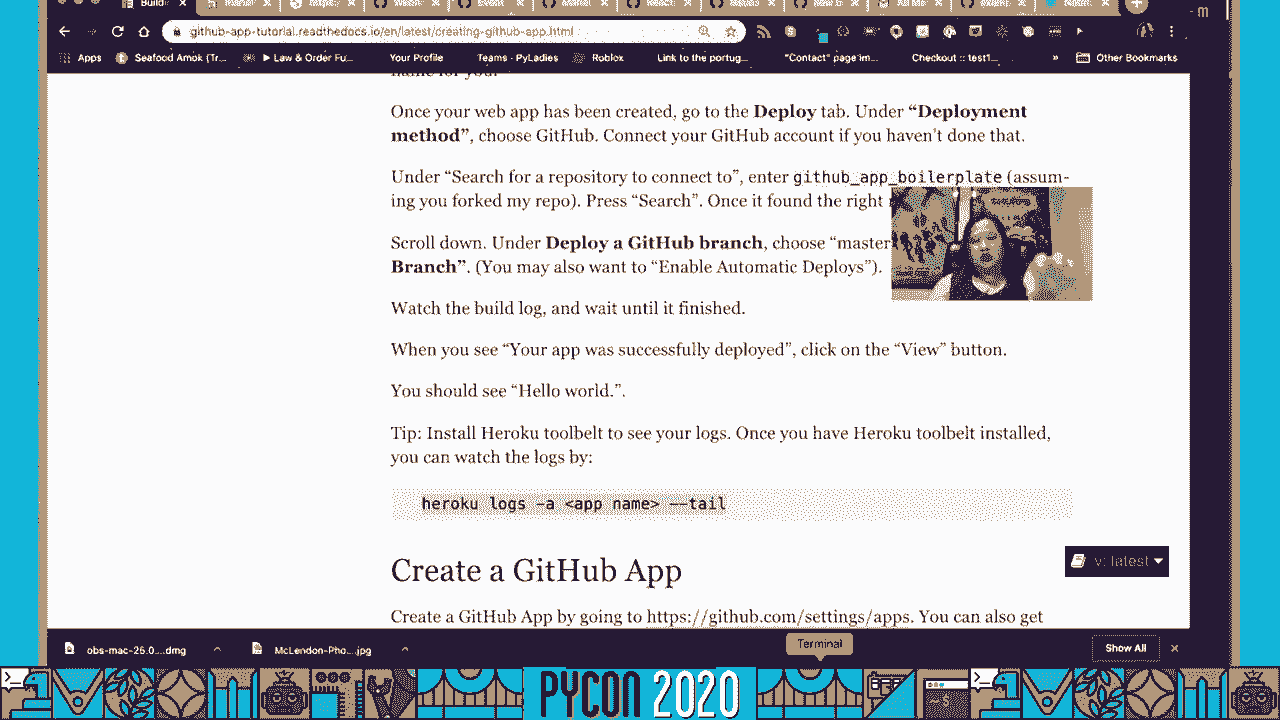 Build
github-app-tutorial.readthedocs.io/en/latest/creating-github-app.html
Apps Seafood Amok {Tr... ▶ Law & Order Fu... Your Profile Teams · PyLadies Roblox Link to the portug... "Contact" page im... Checkout :: test1... » Other Bookmarks
name for you.
Once your web app has been created, go to the Deploy tab. Under “Deployment
method”, choose GitHub. Connect your GitHub account if you haven’t done that.
Under “Search for a repository to connect to”, enter github_app_boilerplate (assum-
ing you forked my repo). Press “Search”. Once it found the right
Scroll down. Under Deploy a GitHub branch, choose “master
Branch”. (You may also want to “Enable Automatic Deploys”).
Watch the build log, and wait until it finished.
When you see “Your app was successfully deployed”, click on the “View” button.
You should see “Hello world.”.
Tip: Install Heroku toolbelt to see your logs. Once you have Heroku toolbelt installed,
you can watch the logs by:
heroku logs -a <app name> --tail
Create a GitHub App
v: latest
Create a GitHub App by going to https://github.com/settings/apps. You can also get
obs-mac-25.0....dmg McLendon-Pho....jpg Terminal Show All
PYCON 2020